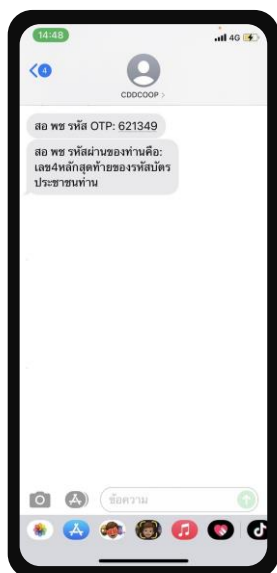 14:48
4G
4
CDDCOOP >
สอ พช รหัส OTP: 621349
สอ พช รหัสผ่านของท่านคือ:
เลข4หลักสุดท้ายของรหัสบัตร
ประชาชนท่าน
ข้อความ